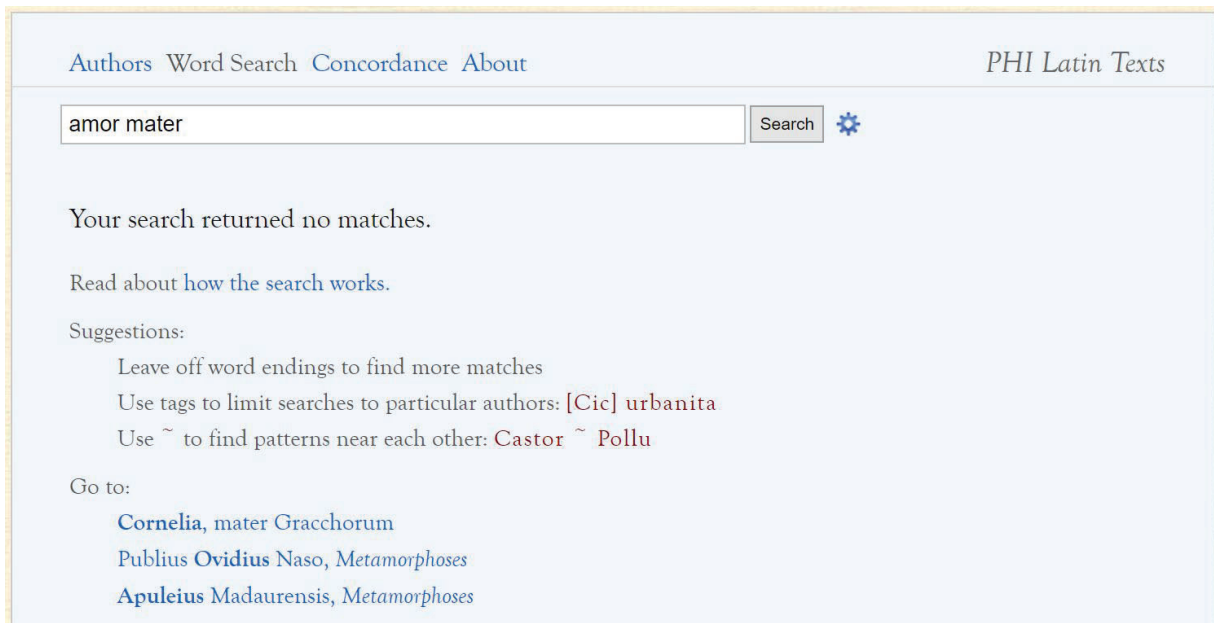 Authors Word Search Concordance About PHI Latin Texts
amor mater Search
Your search returned no matches.
Read about how the search works.
Suggestions:
Leave off word endings to find more matches
Use tags to limit searches to particular authors: [Cic] urbanita
Use ~ to find patterns near each other: Castor ~ Pollu
Go to:
Cornelia, mater Gracchorum
Publius Ovidius Naso, Metamorphoses
Apuleius Madaurensis, Metamorphoses